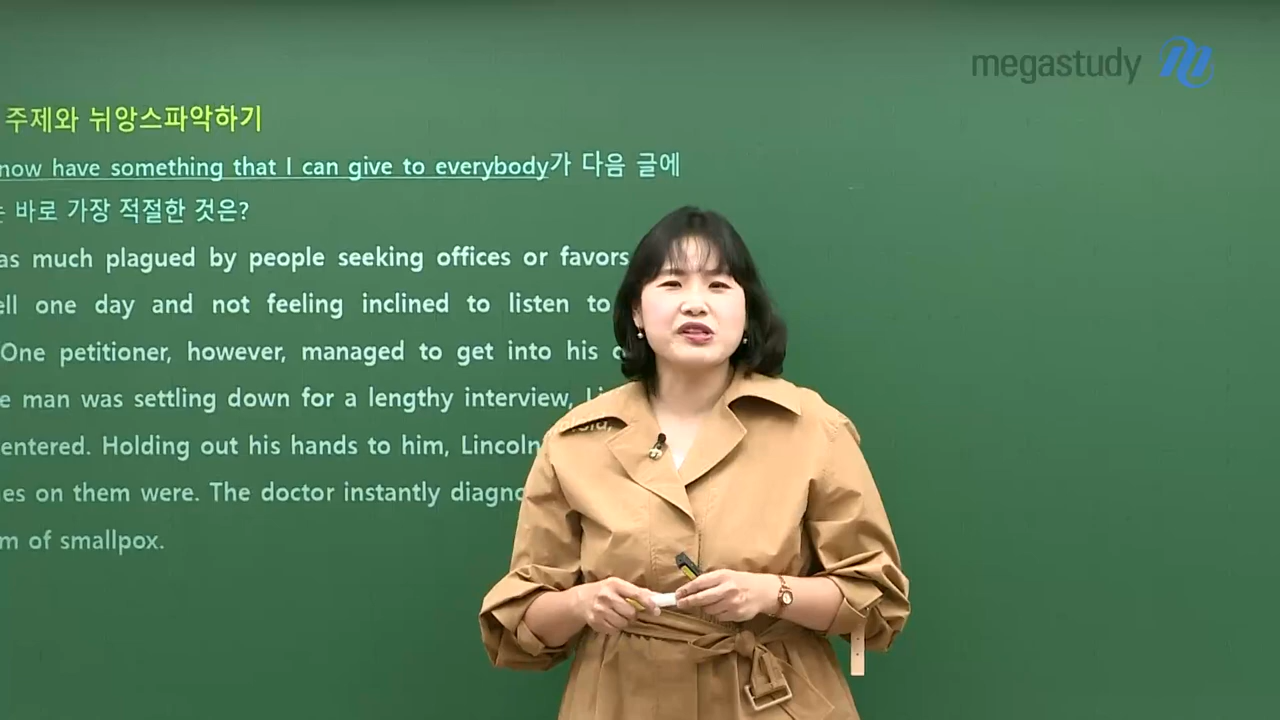 megastudy
주제와 뉘앙스파악하기
now have something that I can give to everybody가 다음 글에
바로 가장 적절한 것은?
as much plagued by people seeking offices or favors
ell one day and not feeling inclined to listen to
One petitioner, however, managed to get into his
e man was settling down for a lengthy interview,
entered. Holding out his hands to him, Lincoln
es on them were. The doctor instantly
m of smallpox.